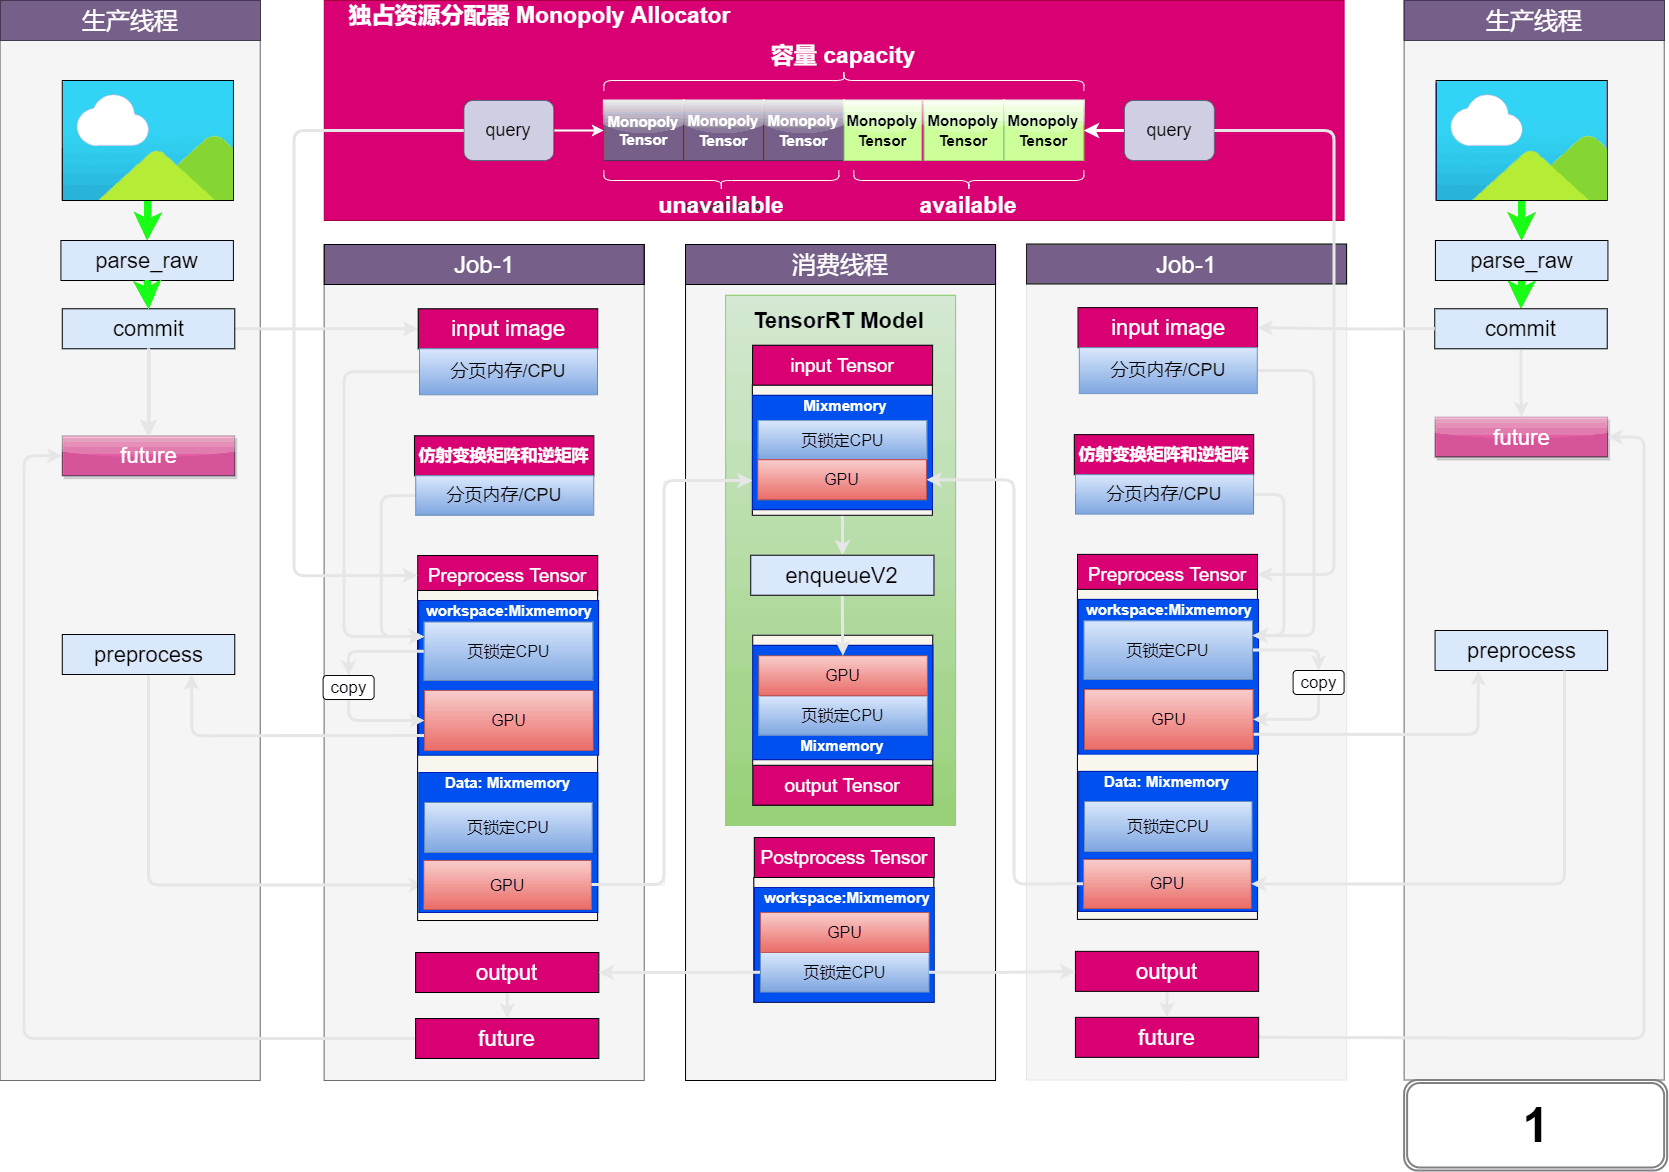 生产线程
parse_raw
commit
future
preprocess
独占资源分配器 Monopoly Allocator
容量 capacity
query
Monopoly
Tensor
Monopoly
Tensor
Monopoly
Tensor
Monopoly
Tensor
Monopoly
Tensor
Monopoly
Tensor
query
unavailable
available
Job-1
input image
分页内存/CPU
仿射变换矩阵和逆矩阵
分页内存/CPU
Preprocess Tensor
workspace:Mixmemory
页锁定CPU
copy
GPU
Data: Mixmemory
页锁定CPU
GPU
output
future
消费线程
TensorRT Model
input Tensor
Mixmemory
页锁定CPU
GPU
enqueueV2
GPU
页锁定CPU
Mixmemory
output Tensor
Postprocess Tensor
workspace:Mixmemory
GPU
页锁定CPU
Job-1
input image
分页内存/CPU
仿射变换矩阵和逆矩阵
分页内存/CPU
Preprocess Tensor
workspace:Mixmemory
页锁定CPU
copy
GPU
Data: Mixmemory
页锁定CPU
GPU
output
future
生产线程
parse_raw
commit
future
preprocess
1